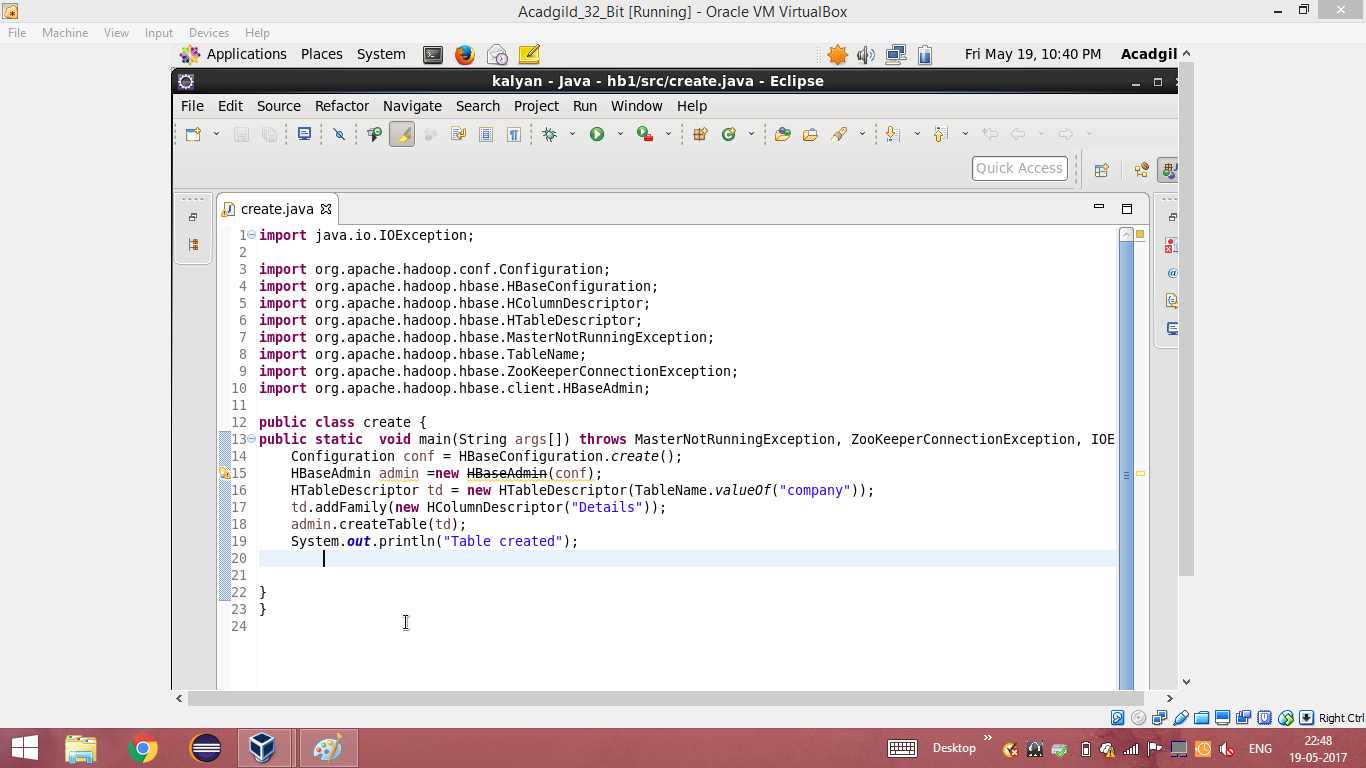 Acadgild_32_Bit [Running] - Oracle VM VirtualBox
File Machine View Input Devices Help
Applications Places System Fri May 19, 10:40 PM Acadgil
kalyan - Java - hb1/src/create.java - Eclipse
File Edit Source Refactor Navigate Search Project Run Window Help
Quick Access
create.java
1 import java.io.IOException;
2
3 import org.apache.hadoop.conf.Configuration;
4 import org.apache.hadoop.hbase.HBaseConfiguration;
5 import org.apache.hadoop.hbase.HColumnDescriptor;
6 import org.apache.hadoop.hbase.HTableDescriptor;
7 import org.apache.hadoop.hbase.MasterNotRunningException;
8 import org.apache.hadoop.hbase.TableName;
9 import org.apache.hadoop.hbase.ZooKeeperConnectionException;
10 import org.apache.hadoop.hbase.client.HBaseAdmin;
11
12 public class create {
13 public static  void main(String args[]) throws MasterNotRunningException, ZooKeeperConnectionException, IOE
14     Configuration conf = HBaseConfiguration.create();
15     HBaseAdmin admin =new HBaseAdmin(conf);
16     HTableDescriptor td = new HTableDescriptor(TableName.valueOf("company"));
17     td.addFamily(new HColumnDescriptor("Details"));
18     admin.createTable(td);
19     System.out.println("Table created");
20
21
22 }
23 }
24
Right Ctrl
Desktop ENG 22:48
19-05-2017